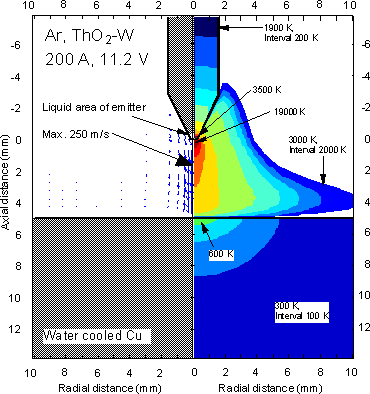 Ar, ThO2-W
200 A, 11.2 V
1900 K,
Interval 200 K
Liquid area of emitter
3500 K
Max. 250 m/s
19000 K
3000 K,
Interval 2000 K
600 K
300 K,
Interval 100 K
Water cooled Cu
Axial distance (mm)
-8
-6
-4
-2
0
2
4
6
8
10
12
10 8 6 4 2 0 2 4 6 8 10
10 8 6 4 2 0 2 4 6 8 10
Radial distance (mm) Radial distance (mm)